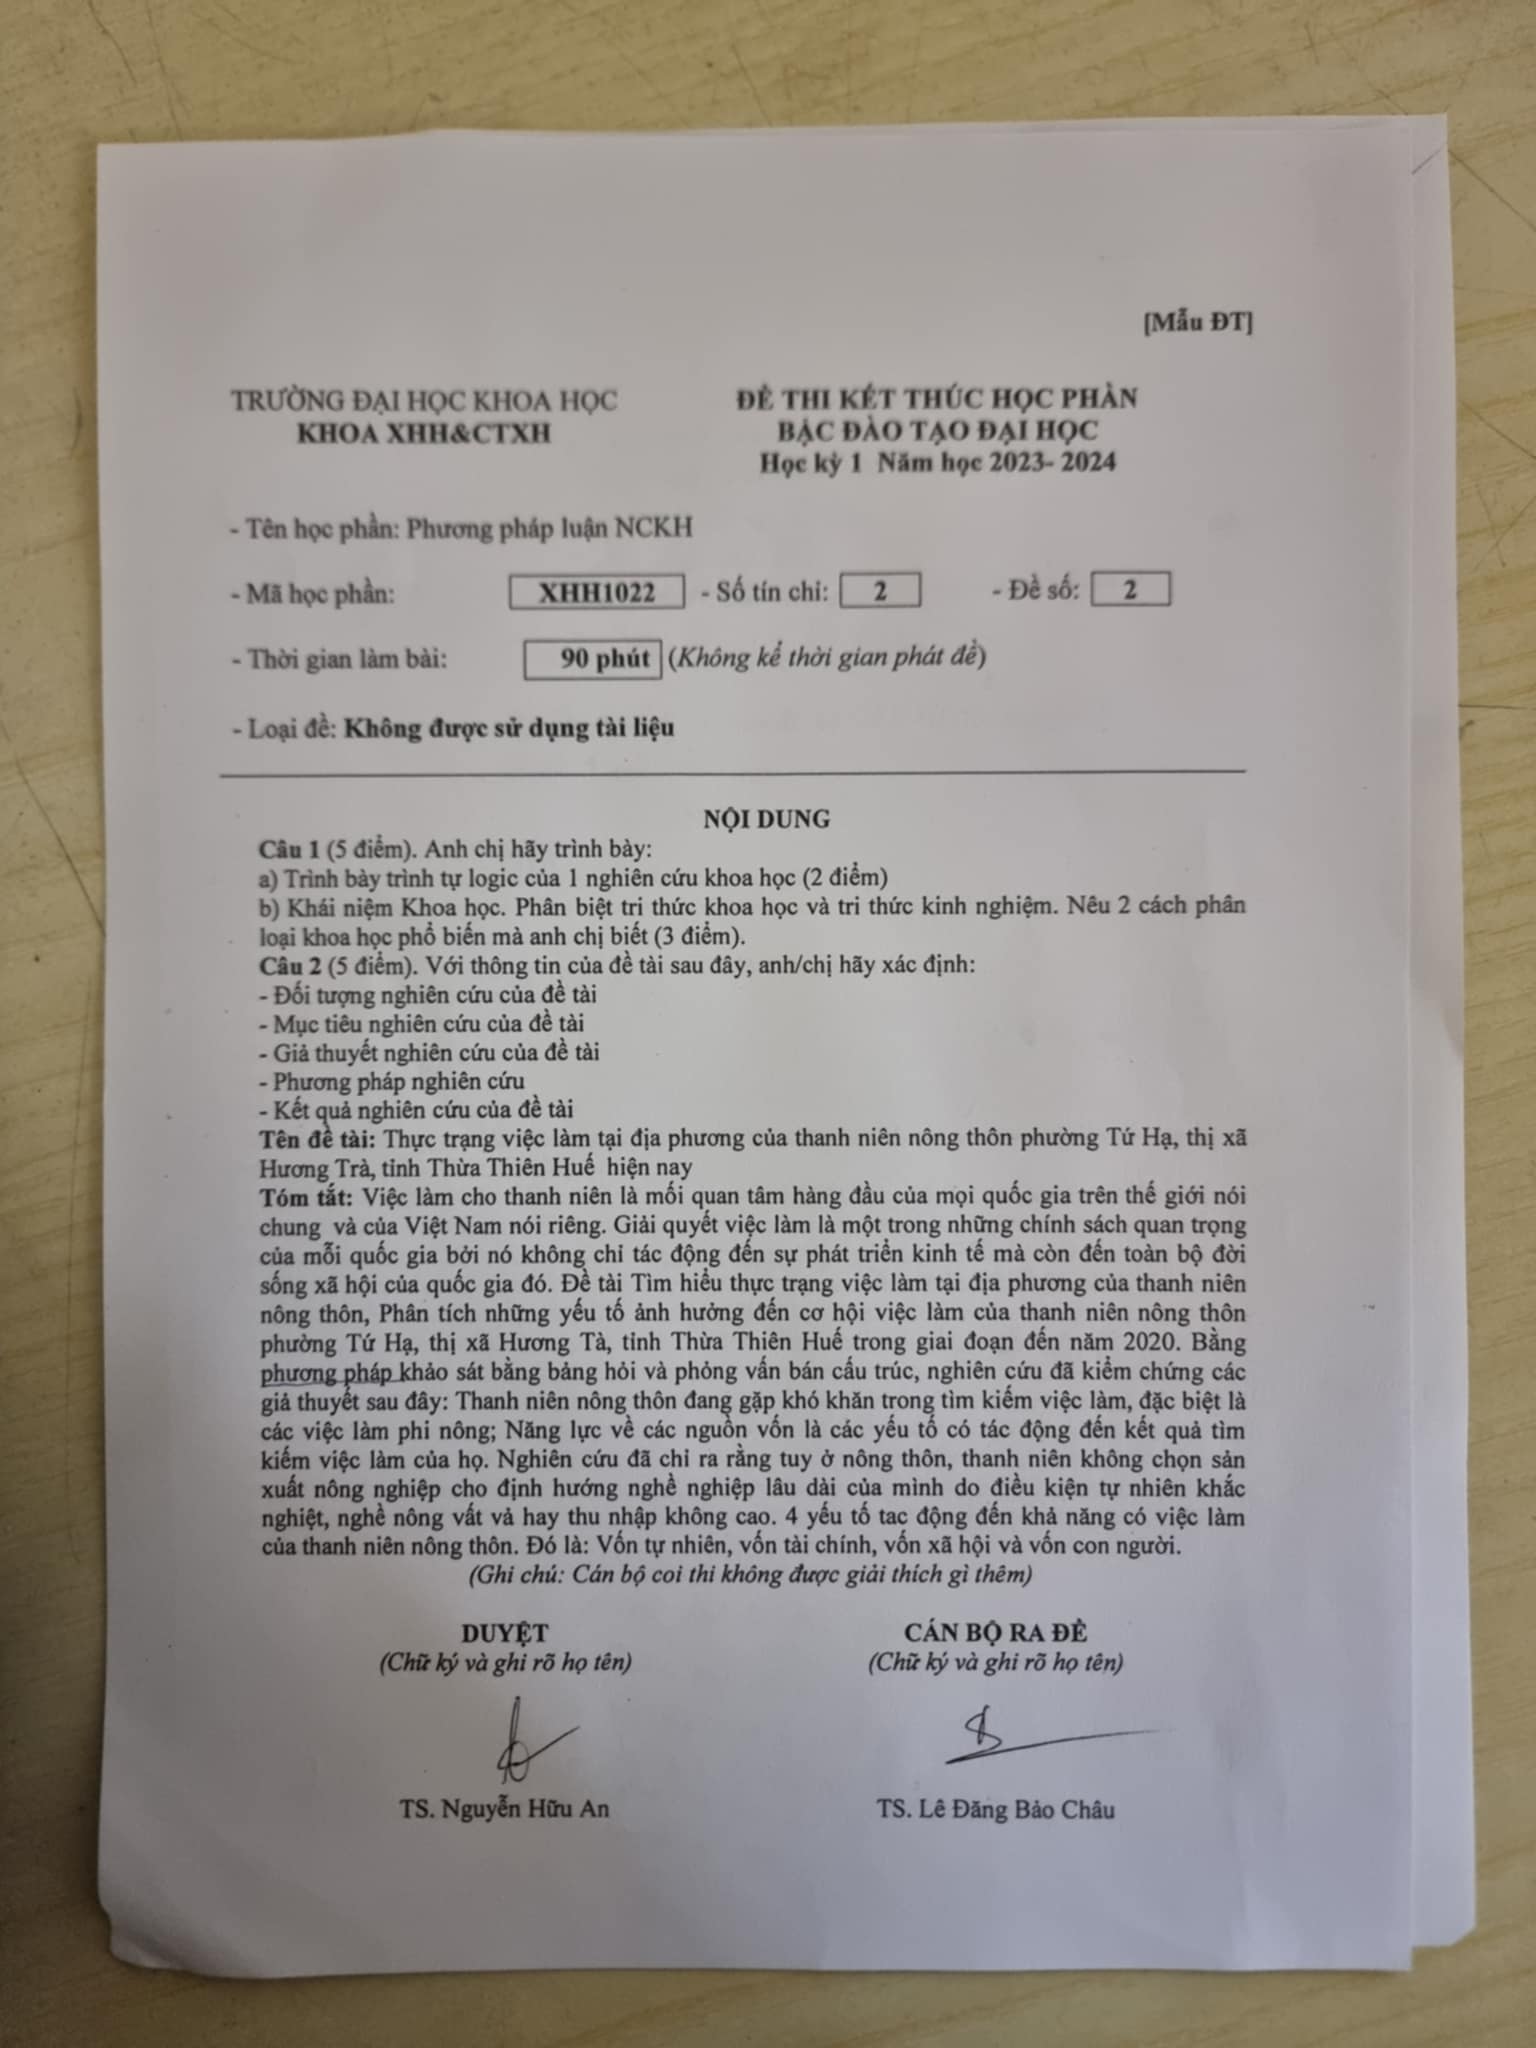 [Mẫu ĐT]
TRƯỜNG ĐẠI HỌC KHOA HỌC
KHOA XHH&CTXH
ĐỀ THI KẾT THÚC HỌC PHẦN
BẬC ĐÀO TẠO ĐẠI HỌC
Học kỳ 1 Năm học 2023- 2024
- Tên học phần: Phương pháp luận NCKH
- Mã học phần: XHH1022 - Số tín chỉ: 2 - Đề số: 2
- Thời gian làm bài: 90 phút (Không kể thời gian phát đề)
- Loại đề: Không được sử dụng tài liệu
NỘI DUNG
Câu 1 (5 điểm). Anh chị hãy trình bày:
a) Trình bày trình tự logic của 1 nghiên cứu khoa học (2 điểm)
b) Khái niệm Khoa học. Phân biệt tri thức khoa học và tri thức kinh nghiệm. Nêu 2 cách phân
loại khoa học phổ biến mà anh chị biết (3 điểm).
Câu 2 (5 điểm). Với thông tin của đề tài sau đây, anh/chị hãy xác định:
- Đối tượng nghiên cứu của đề tài
- Mục tiêu nghiên cứu của đề tài
- Giả thuyết nghiên cứu của đề tài
- Phương pháp nghiên cứu
- Kết quả nghiên cứu của đề tài
Tên đề tài: Thực trạng việc làm tại địa phương của thanh niên nông thôn phường Tứ Hạ, thị xã
Hương Trà, tỉnh Thừa Thiên Huế hiện nay
Tóm tắt: Việc làm cho thanh niên là mối quan tâm hàng đầu của mọi quốc gia trên thế giới nói
chung và của Việt Nam nói riêng. Giải quyết việc làm là một trong những chính sách quan trọng
của mỗi quốc gia bởi nó không chỉ tác động đến sự phát triển kinh tế mà còn đến toàn bộ đời
sống xã hội của quốc gia đó. Đề tài Tìm hiểu thực trạng việc làm tại địa phương của thanh niên
nông thôn, Phân tích những yếu tố ảnh hưởng đến cơ hội việc làm của thanh niên nông thôn
phường Tứ Hạ, thị xã Hương Tà, tỉnh Thừa Thiên Huế trong giai đoạn đến năm 2020. Bằng
phương pháp khảo sát bằng bảng hỏi và phỏng vấn bán cấu trúc, nghiên cứu đã kiểm chứng các
giả thuyết sau đây: Thanh niên nông thôn đang gặp khó khăn trong tìm kiếm việc làm, đặc biệt là
các việc làm phi nông; Năng lực về các nguồn vốn là các yếu tố có tác động đến kết quả tìm
kiếm việc làm của họ. Nghiên cứu đã chỉ ra rằng tuy ở nông thôn, thanh niên không chọn sản
xuất nông nghiệp cho định hướng nghề nghiệp lâu dài của mình do điều kiện tự nhiên khắc
nghiệt, nghề nông vất vả hay thu nhập không cao. 4 yếu tố tac động đến khả năng có việc làm
của thanh niên nông thôn. Đó là: Vốn tự nhiên, vốn tài chính, vốn xã hội và vốn con người.
(Ghi chú: Cán bộ coi thi không được giải thích gì thêm)
DUYỆT
(Chữ ký và ghi rõ họ tên)
TS. Nguyễn Hữu An
CÁN BỘ RA ĐỀ
(Chữ ký và ghi rõ họ tên)
TS. Lê Đăng Bảo Châu